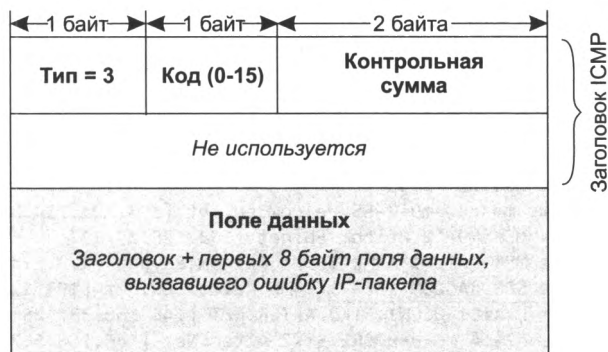 1 байт
1 байт
2 байта
Тип = 3
Код (0-15)
Контрольная
сумма
Заголовок ICMP
Не используется
Поле данных
Заголовок + первых 8 байт поля данных,
вызвавшего ошибку IP-пакета